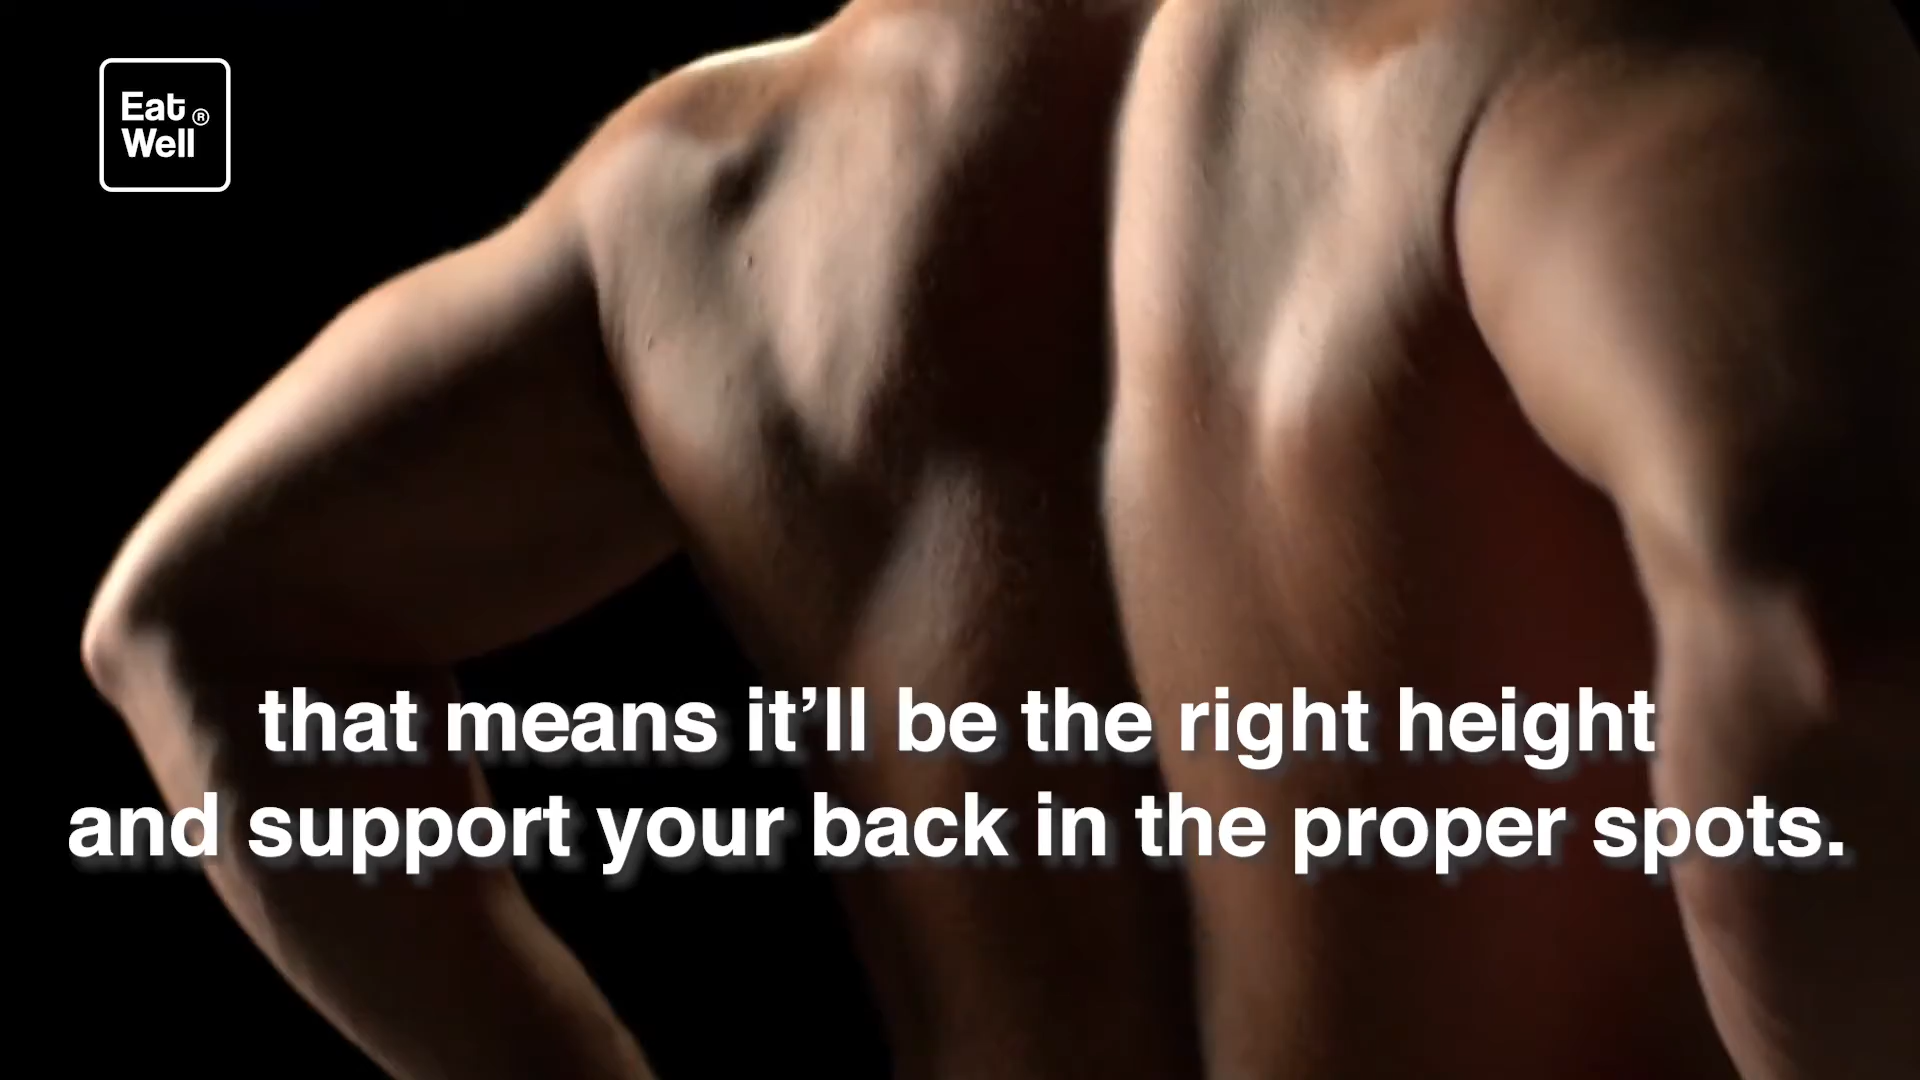 Eat
Well ®
that means it’ll be the right height
and support your back in the proper spots.